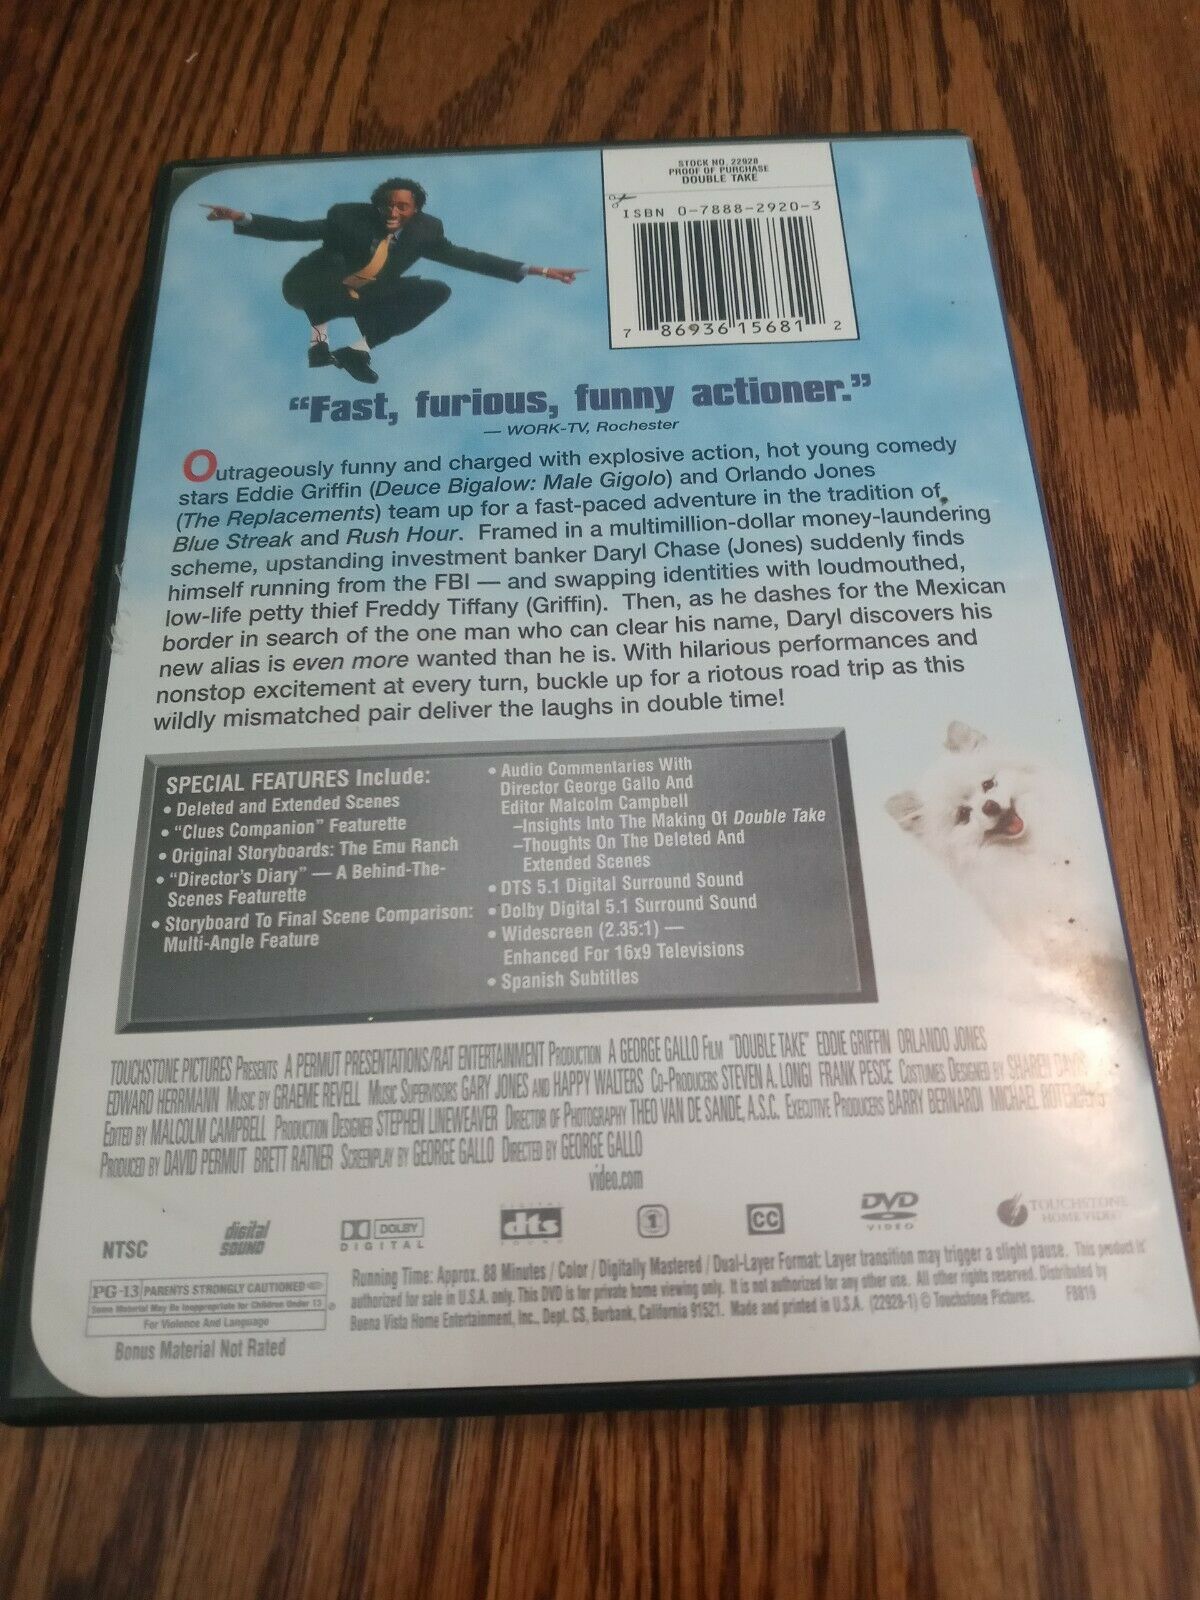 STOCK NO. 22928
PROOF OF PURCHASE
DOUBLE TAKE
ISBN 0-7888-2920-3
7 86936 15681 2
“Fast, furious, funny actioner.”
— WORK-TV, Rochester
Outrageously funny and charged with explosive action, hot young comedy
stars Eddie Griffin (Deuce Bigalow: Male Gigolo) and Orlando Jones
(The Replacements) team up for a fast-paced adventure in the tradition of
Blue Streak and Rush Hour. Framed in a multimillion-dollar money-laundering
scheme, upstanding investment banker Daryl Chase (Jones) suddenly finds
himself running from the FBI — and swapping identities with loudmouthed,
low-life petty thief Freddy Tiffany (Griffin). Then, as he dashes for the Mexican
border in search of the one man who can clear his name, Daryl discovers his
new alias is even more wanted than he is. With hilarious performances and
nonstop excitement at every turn, buckle up for a riotous road trip as this
wildly mismatched pair deliver the laughs in double time!
SPECIAL FEATURES Include:
• Deleted and Extended Scenes
• “Clues Companion” Featurette
• Original Storyboards: The Emu Ranch
• “Director's Diary” — A Behind-The-
Scenes Featurette
• Storyboard To Final Scene Comparison:
Multi-Angle Feature
• Audio Commentaries With
Director George Gallo And
Editor Malcolm Campbell
–Insights Into The Making Of Double Take
–Thoughts On The Deleted And
Extended Scenes
• DTS 5.1 Digital Surround Sound
• Dolby Digital 5.1 Surround Sound
• Widescreen (2.35:1) —
Enhanced For 16x9 Televisions
• Spanish Subtitles
TOUCHSTONE PICTURES PRESENTS A PERMUT PRESENTATIONS/RAT ENTERTAINMENT PRODUCTION A GEORGE GALLO FILM "DOUBLE TAKE" EDDIE GRIFFIN ORLANDO JONES
EDWARD HERRMANN MUSIC BY GRAEME REVELL MUSIC SUPERVISORS GARY JONES AND HAPPY WALTERS CO-PRODUCERS STEVEN A. LONGI FRANK PESCE COSTUMES DESIGNED BY SHAREN DAVIS
EDITED BY MALCOLM CAMPBELL PRODUCTION DESIGNER STEPHEN LINEWEAVER DIRECTOR OF PHOTOGRAPHY THEO VAN DE SANDE, A.S.C. EXECUTIVE PRODUCERS BARRY BERNARDI MICHAEL ROTENBERG
PRODUCED BY DAVID PERMUT BRETT RATNER SCREENPLAY BY GEORGE GALLO DIRECTED BY GEORGE GALLO
video.com
NTSC
digital SOUND
DOLBY DIGITAL
DIGITAL dts SOUND
1
CC
DVD VIDEO
TOUCHSTONE HOME VIDEO
PG-13 PARENTS STRONGLY CAUTIONED
Some Material May Be Inappropriate for Children Under 13
For Violence And Language
Bonus Material Not Rated
Running Time: Approx. 88 Minutes / Color / Digitally Mastered / Dual-Layer Format: Layer transition may trigger a slight pause. This product is
authorized for sale in U.S.A. only. This DVD is for private home viewing only. It is not authorized for any other use. All other rights reserved. Distributed by
Buena Vista Home Entertainment, Inc., Dept. CS, Burbank, California 91521. Made and printed in U.S.A. (22928-1) © Touchstone Pictures. F8819